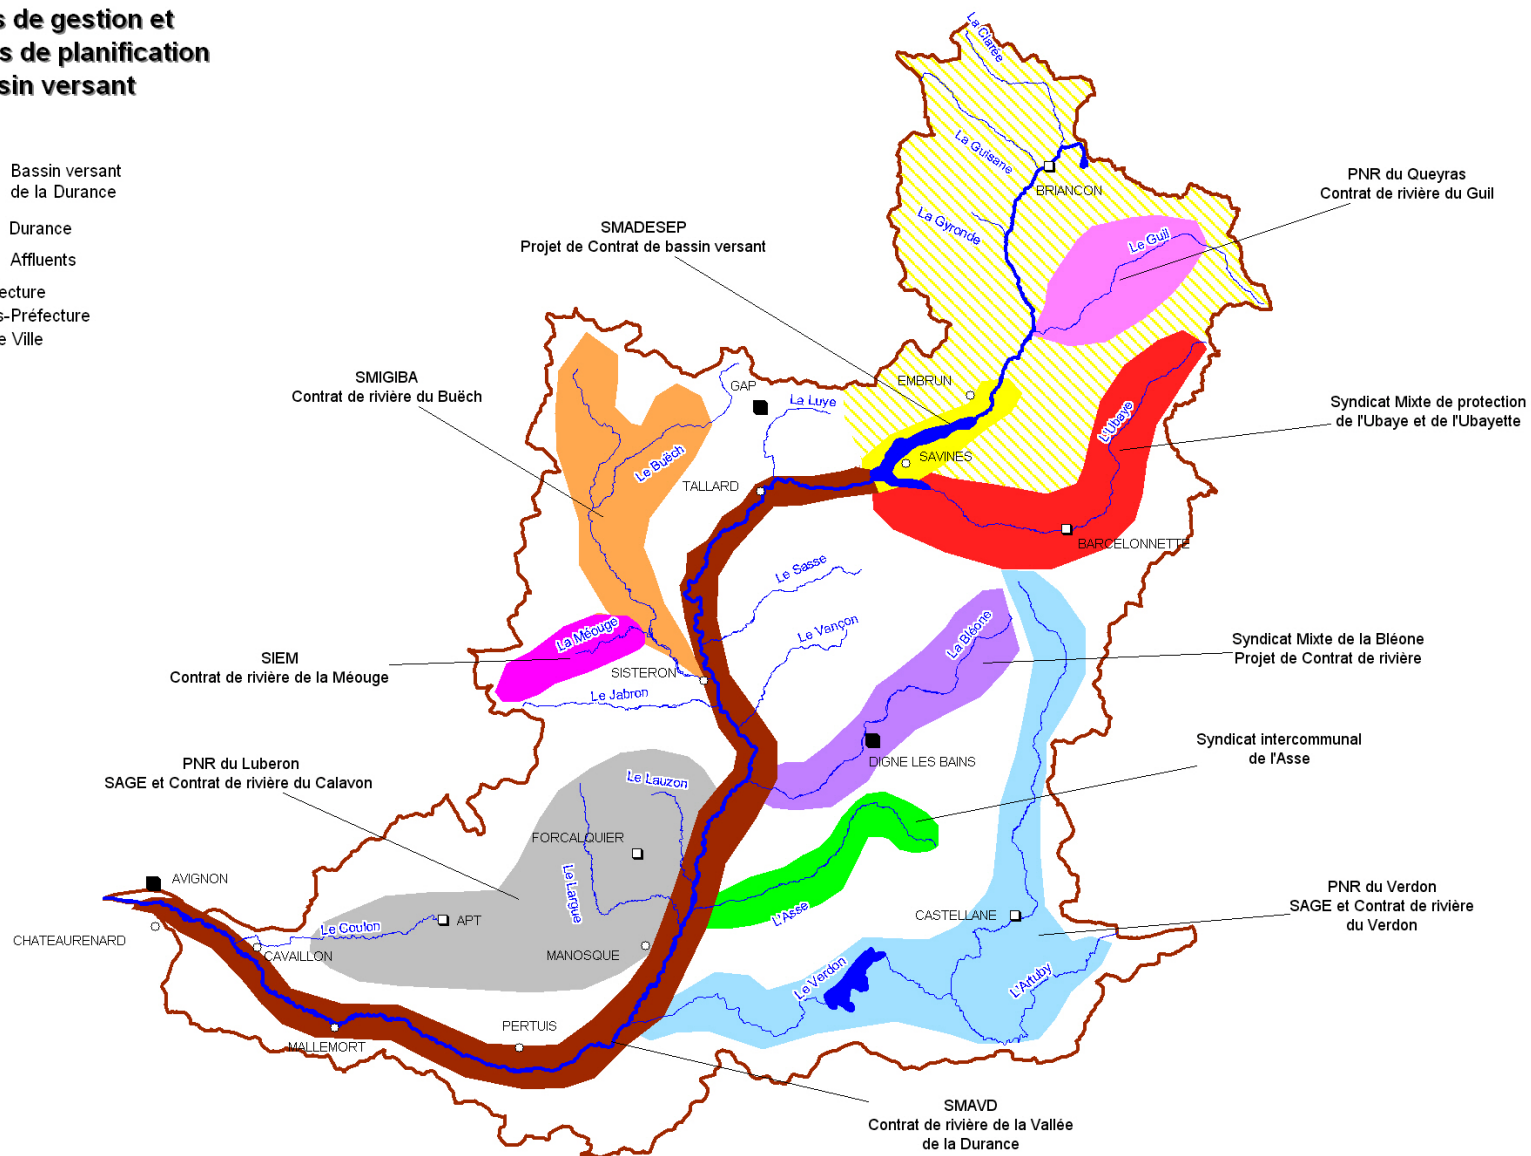 s de gestion et
s de planification
sin versant
Bassin versant
de la Durance
Durance
Affluents
ecture
s-Préfecture
e Ville
La Clarée
La Guisane
BRIANCON
La Gyronde
PNR du Queyras
Contrat de rivière du Guil
Le Guil
SMADESEP
Projet de Contrat de bassin versant
SMIGIBA
Contrat de rivière du Buëch
EMBRUN
GAP
La Luye
Syndicat Mixte de protection
de l'Ubaye et de l'Ubayette
L'Ubaye
Le Buëch
SAVINES
TALLARD
BARCELONNETTE
Le Sasse
Le Vançon
La Bléone
La Méouge
Syndicat Mixte de la Bléone
Projet de Contrat de rivière
SIEM
Contrat de rivière de la Méouge
SISTERON
Le Jabron
Syndicat intercommunal
de l'Asse
DIGNE LES BAINS
PNR du Luberon
SAGE et Contrat de rivière du Calavon
Le Lauzon
FORCALQUIER
AVIGNON
Le Largue
PNR du Verdon
SAGE et Contrat de rivière
du Verdon
L'Asse
CASTELLANE
APT
Le Coulon
CHATEAURENARD
CAVAILLON
MANOSQUE
Le Verdon
L'Artuby
PERTUIS
MALLEMORT
SMAVD
Contrat de rivière de la Vallée
de la Durance